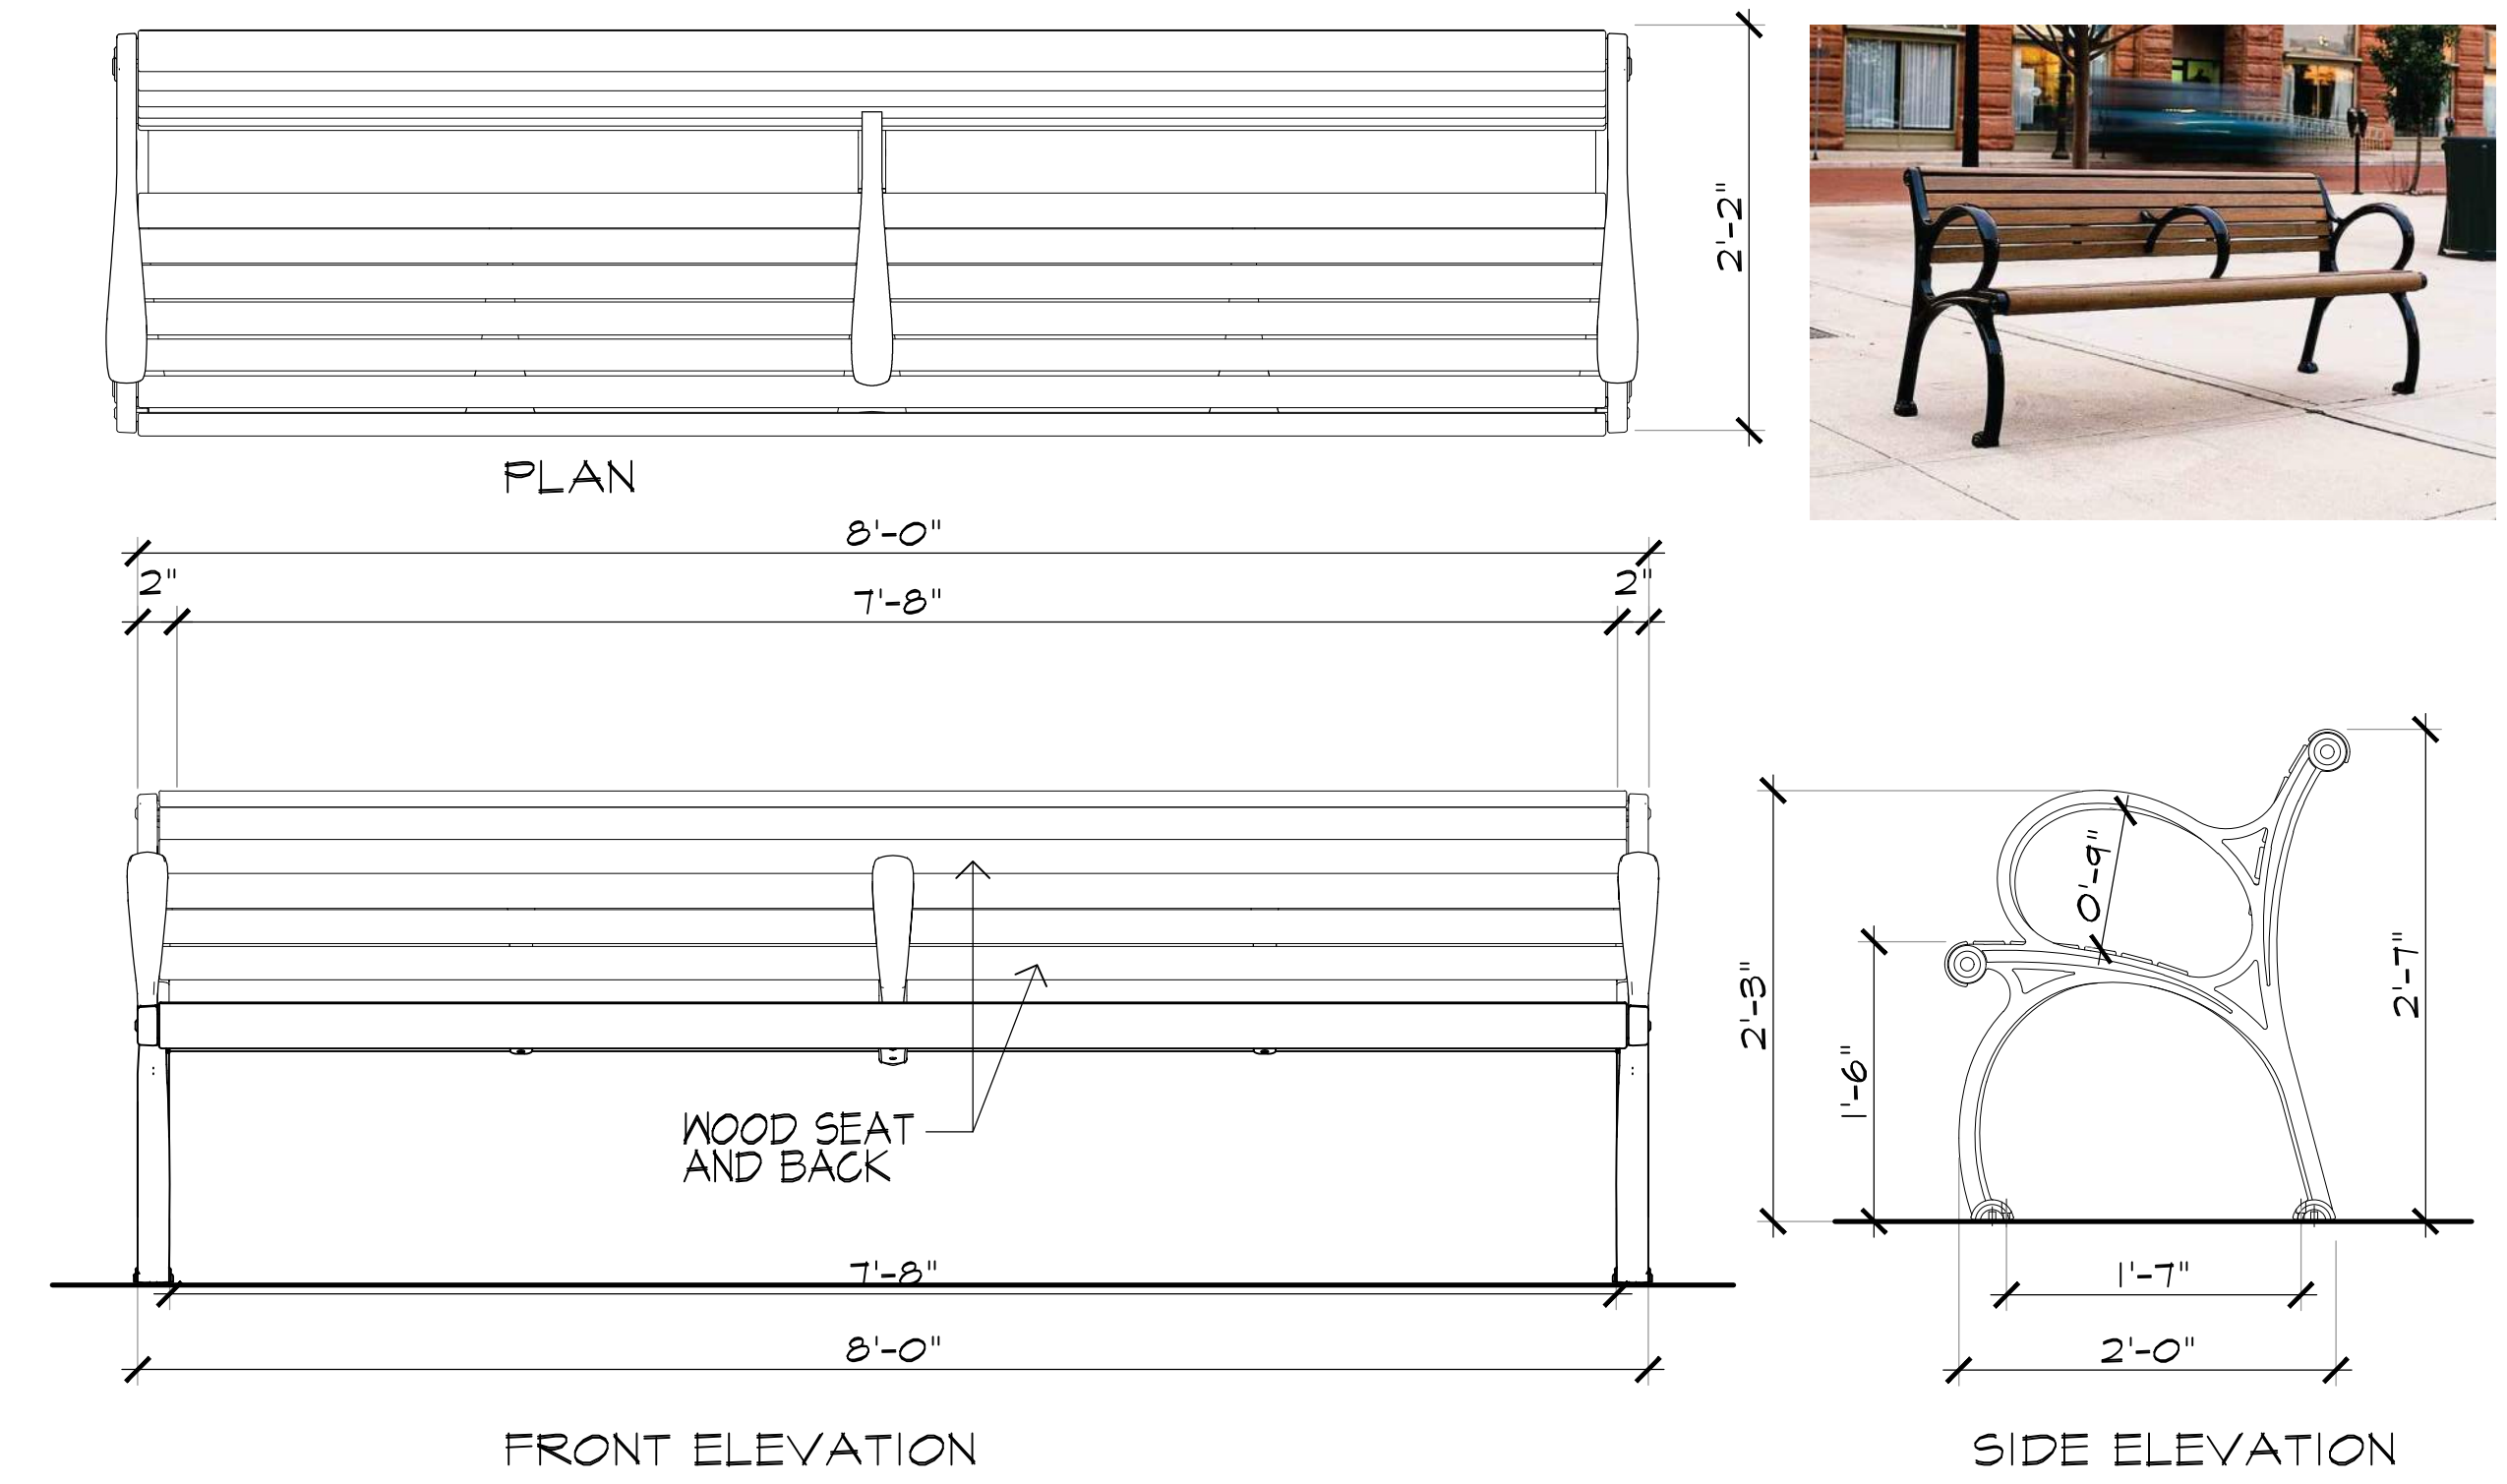 2'-2"
PLAN
8'-0"
2"
7'-8"
2"
0'-9"
2'-3"
1'-6"
2'-7"
WOOD SEAT
AND BACK
7'-8"
1'-7"
8'-0"
2'-0"
FRONT ELEVATION
SIDE ELEVATION